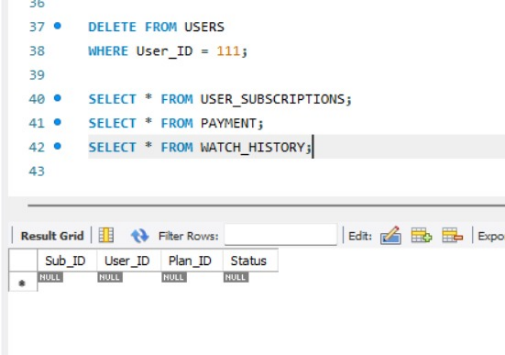 36
37 DELETE FROM USERS
38 WHERE User_ID = 111;
39
40 SELECT * FROM USER_SUBSCRIPTIONS;
41 SELECT * FROM PAYMENT;
42 SELECT * FROM WATCH_HISTORY;
43
Result Grid Filter Rows: Edit: Expo
Sub_ID User_ID Plan_ID Status
NULL NULL NULL NULL